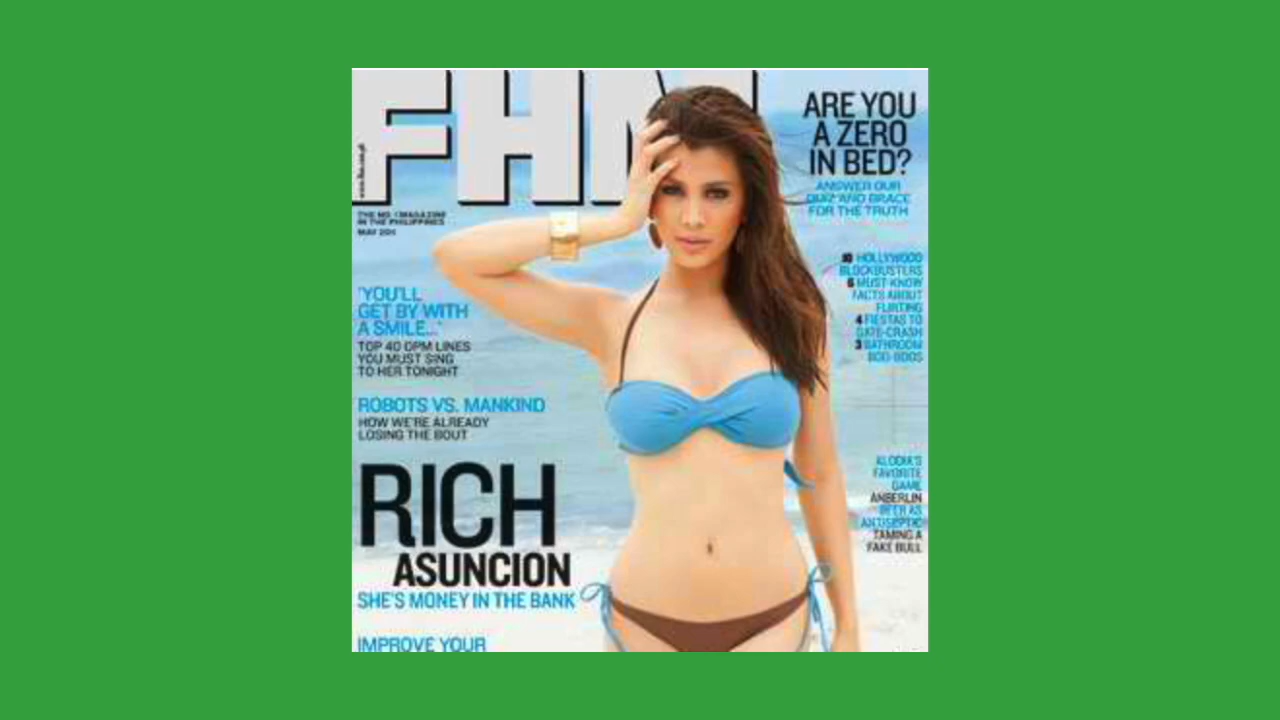 FHM
www.fhm.com.ph
THE NO. 1 MAGAZINE
IN THE PHILIPPINES
MAY 2011
ARE YOU
A ZERO
IN BED?
ANSWER OUR
QUIZ AND BRACE
FOR THE TRUTH
10 HOLLYWOOD
BLOCKBUSTERS
6 MUST-KNOW
FACTS ABOUT
FLIRTING
4 FIESTAS TO
GATE-CRASH
3 BATHROOM
BOO-BOOS
'YOU'LL
GET BY WITH
A SMILE...'
TOP 40 OPM LINES
YOU MUST SING
TO HER TONIGHT
ROBOTS VS. MANKIND
HOW WE'RE ALREADY
LOSING THE BOUT
ALODIA'S
FAVORITE
GAME
ANBERLIN
BEER AS
ANTISEPTIC
TAMING A
FAKE BULL
RICH
ASUNCION
SHE'S MONEY IN THE BANK
IMPROVE YOUR